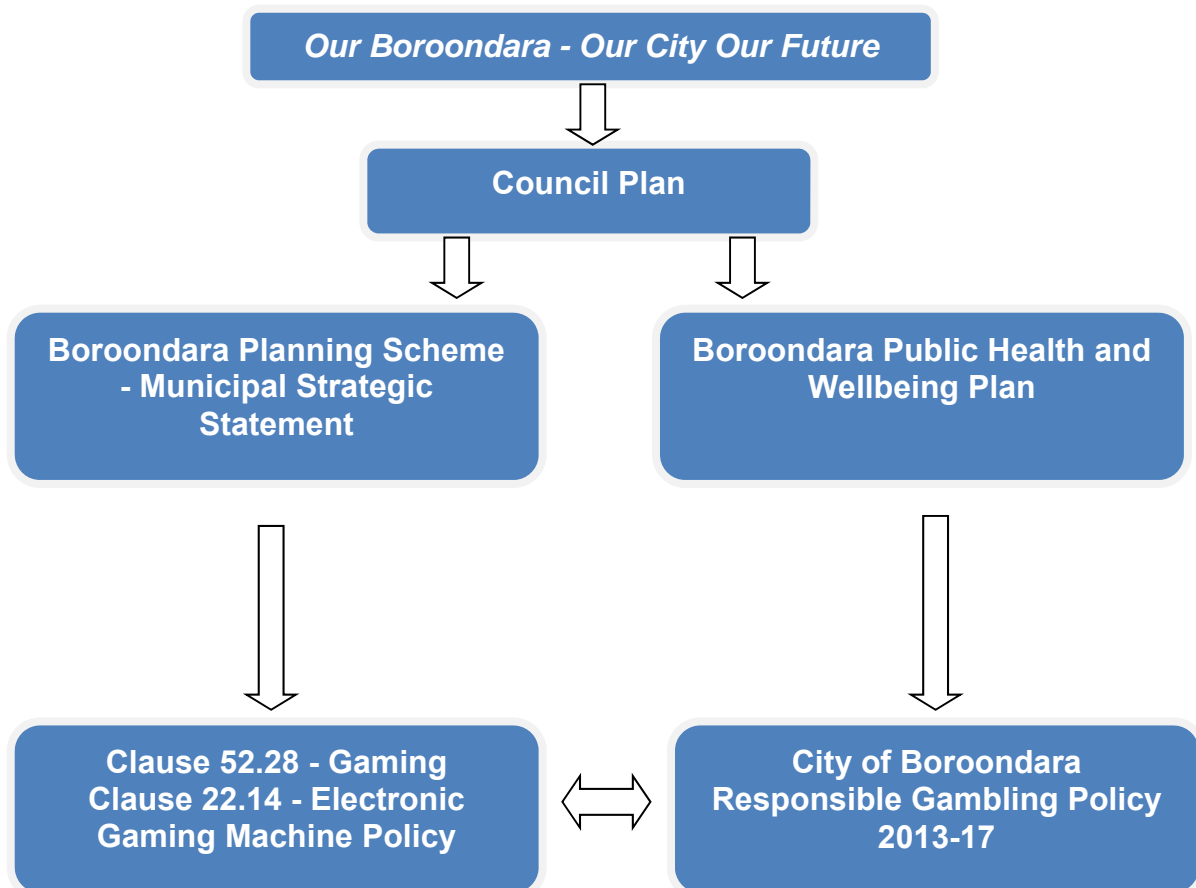 Our Boroondara - Our City Our Future
Council Plan
Boroondara Planning Scheme
- Municipal Strategic
Statement
Boroondara Public Health and
Wellbeing Plan
Clause 52.28 - Gaming
Clause 22.14 - Electronic
Gaming Machine Policy
City of Boroondara
Responsible Gambling Policy
2013-17